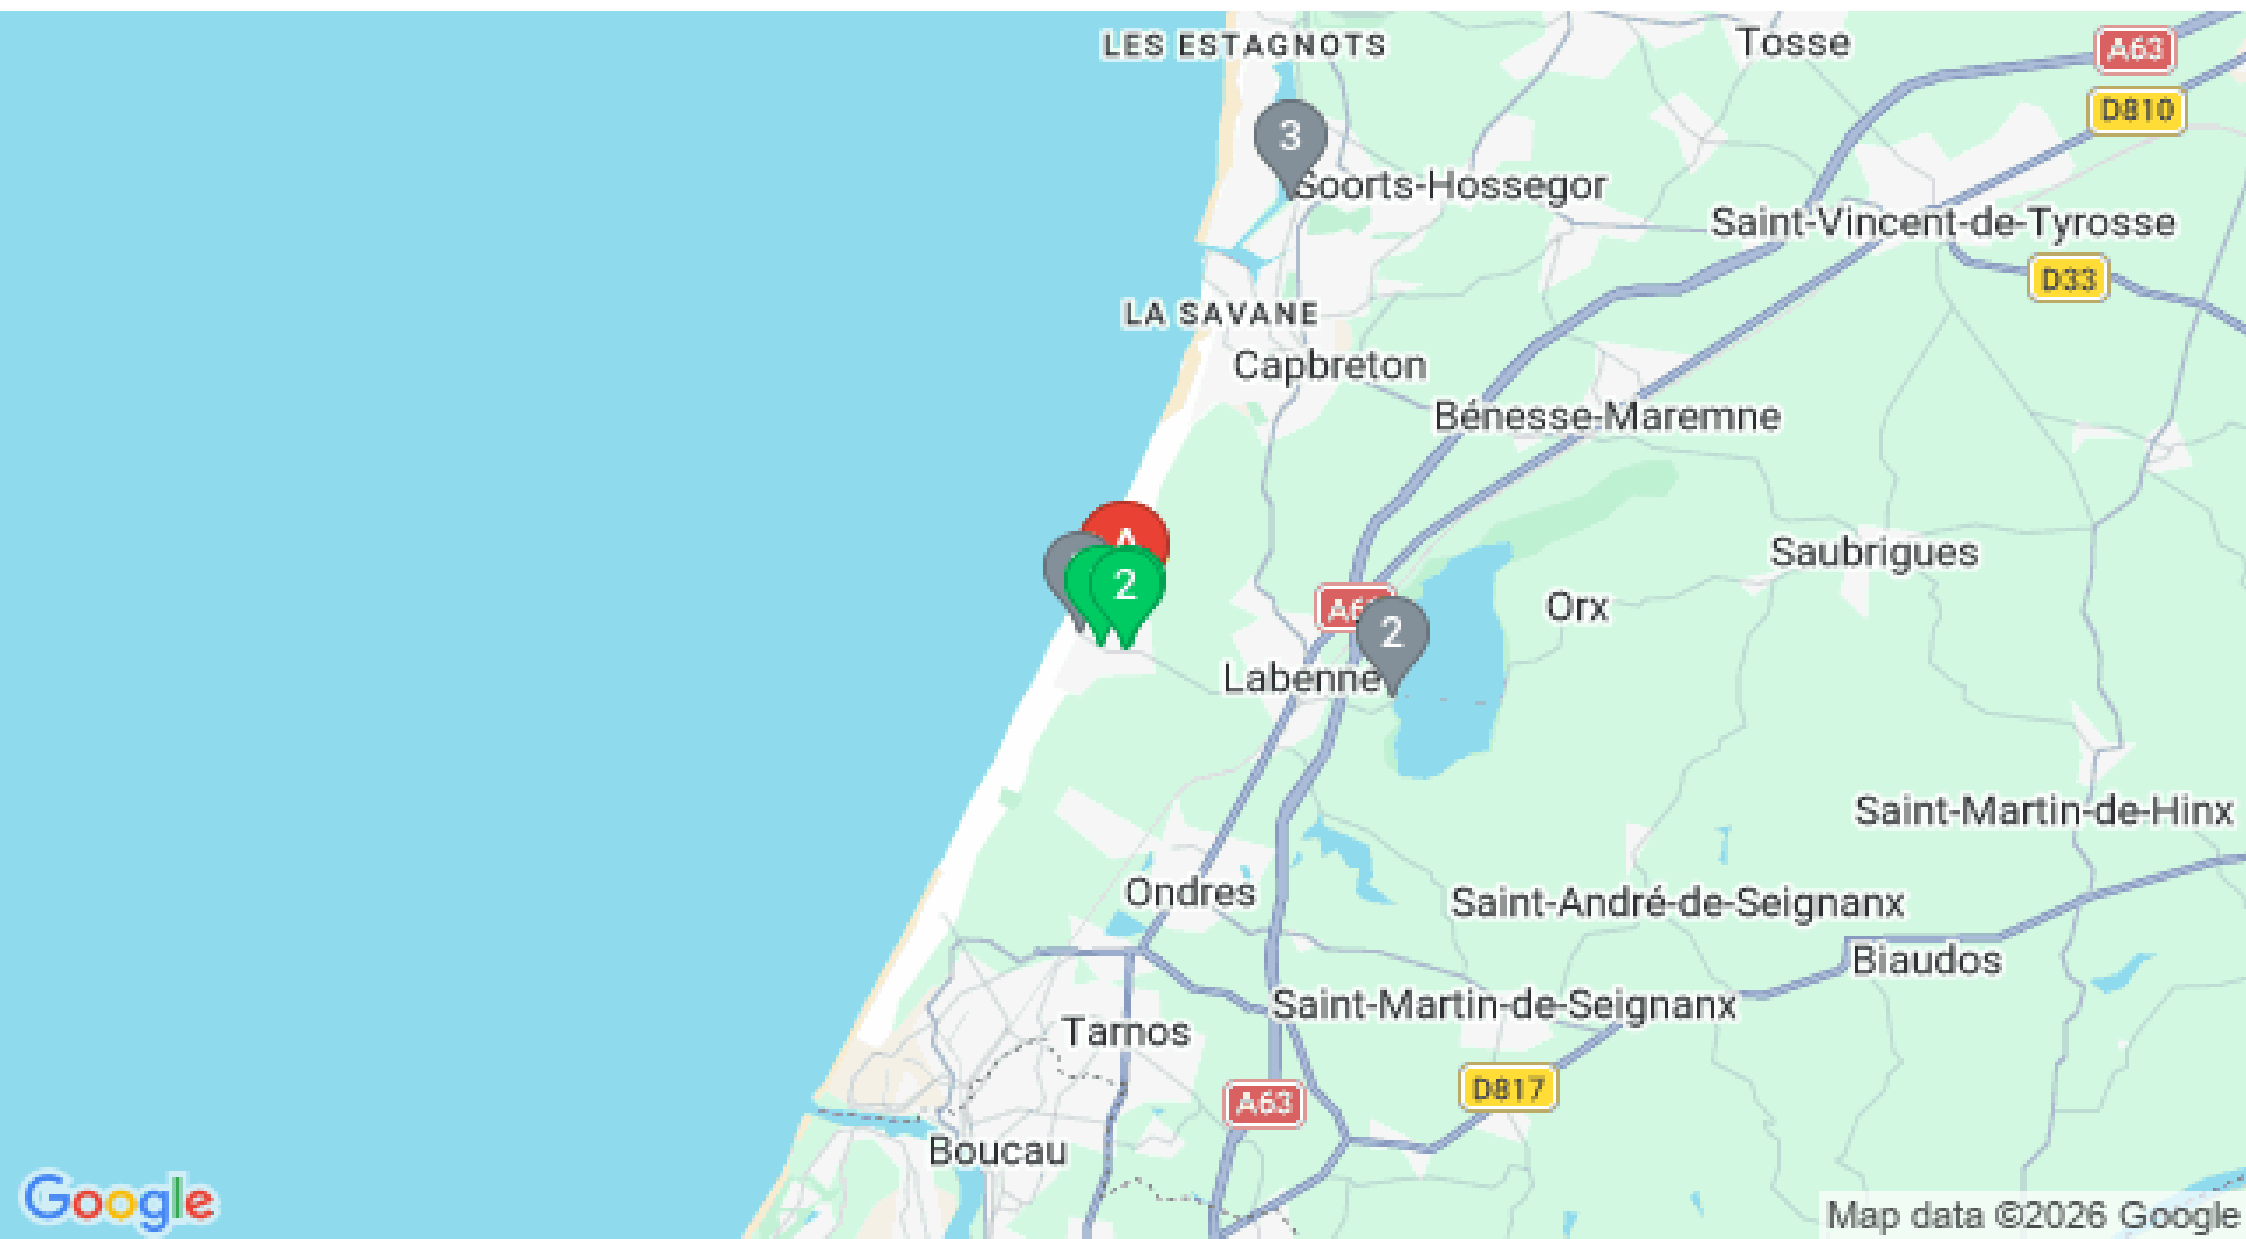 LES ESTAGNOTS
Tosse
A63
D810
3
Soorts-Hossegor
Saint-Vincent-de-Tyrosse
D33
LA SAVANE
Capbreton
Bénesse-Maremne
A
2
Saubrigues
Orx
2
Labenne
Saint-Martin-de-Hinx
Ondres
Saint-André-de-Seignanx
Biaudos
Saint-Martin-de-Seignanx
Tarnos
D817
A63
Boucau
Google
Map data ©2026 Google